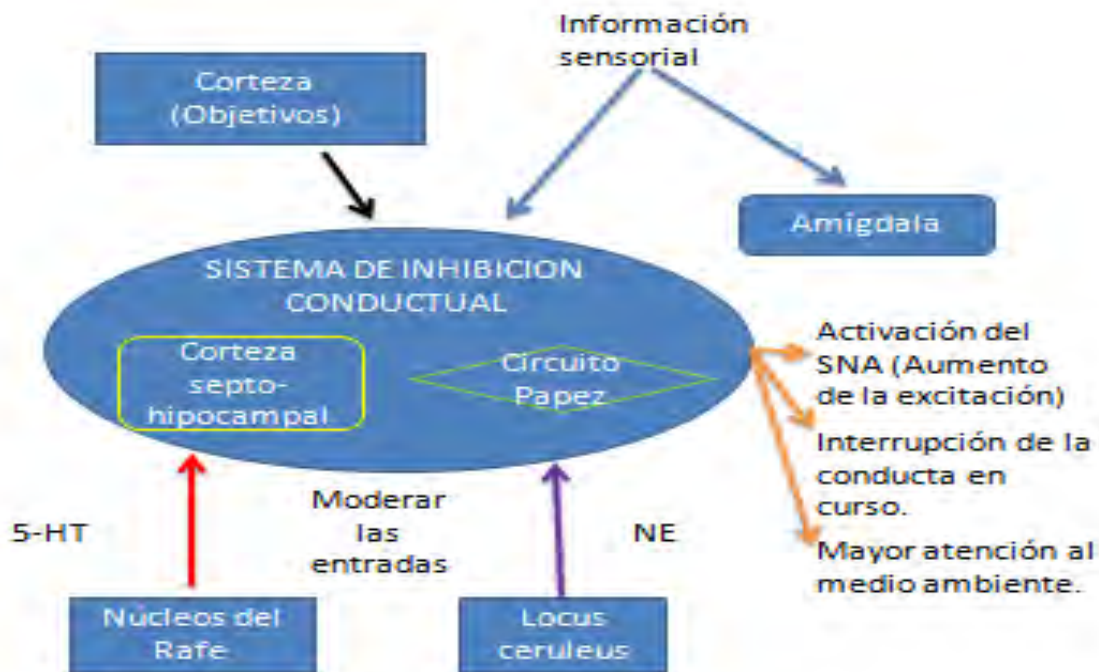 Información
sensorial
Corteza
(Objetivos)
Amígdala
SISTEMA DE INHIBICION
CONDUCTUAL
Corteza
septo-
hipocampal
Circuito
Papez
Activación del
SNA (Aumento
de la excitación)
Interrupción de la
conducta en
curso.
Mayor atención al
medio ambiente.
5-HT
Moderar
las
entradas
NE
Núcleos del
Rafe
Locus
ceruleus